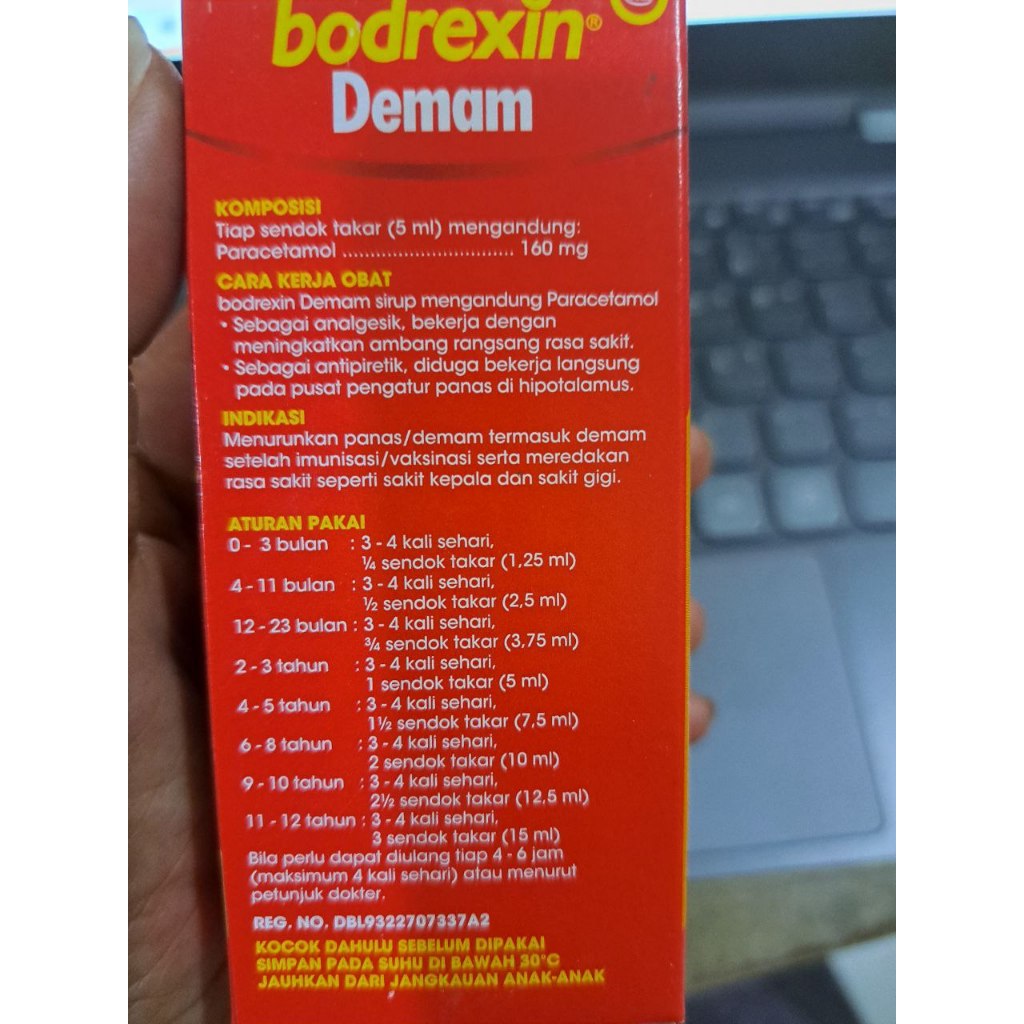 bodrexin®
Demam
KOMPOSISI
Tiap sendok takar (5 ml) mengandung:
Paracetamol .............................. 160 mg
CARA KERJA OBAT
bodrexin Demam sirup mengandung Paracetamol
• Sebagai analgesik, bekerja dengan
meningkatkan ambang rangsang rasa sakit.
• Sebagai antipiretik, diduga bekerja langsung
pada pusat pengatur panas di hipotalamus.
INDIKASI
Menurunkan panas/demam termasuk demam
setelah imunisasi/vaksinasi serta meredakan
rasa sakit seperti sakit kepala dan sakit gigi.
ATURAN PAKAI
0 - 3 bulan : 3 - 4 kali sehari,
¼ sendok takar (1,25 ml)
4 - 11 bulan : 3 - 4 kali sehari,
½ sendok takar (2,5 ml)
12 - 23 bulan : 3 - 4 kali sehari,
¾ sendok takar (3,75 ml)
2 - 3 tahun : 3 - 4 kali sehari,
1 sendok takar (5 ml)
4 - 5 tahun : 3 - 4 kali sehari,
1½ sendok takar (7,5 ml)
6 - 8 tahun : 3 - 4 kali sehari,
2 sendok takar (10 ml)
9 - 10 tahun : 3 - 4 kali sehari,
2½ sendok takar (12,5 ml)
11 - 12 tahun : 3 - 4 kali sehari,
3 sendok takar (15 ml)
Bila perlu dapat diulang tiap 4 - 6 jam
(maksimum 4 kali sehari) atau menurut
petunjuk dokter.
REG. NO. DBL9322707337A2
KOCOK DAHULU SEBELUM DIPAKAI
SIMPAN PADA SUHU DI BAWAH 30°C
JAUHKAN DARI JANGKAUAN ANAK-ANAK